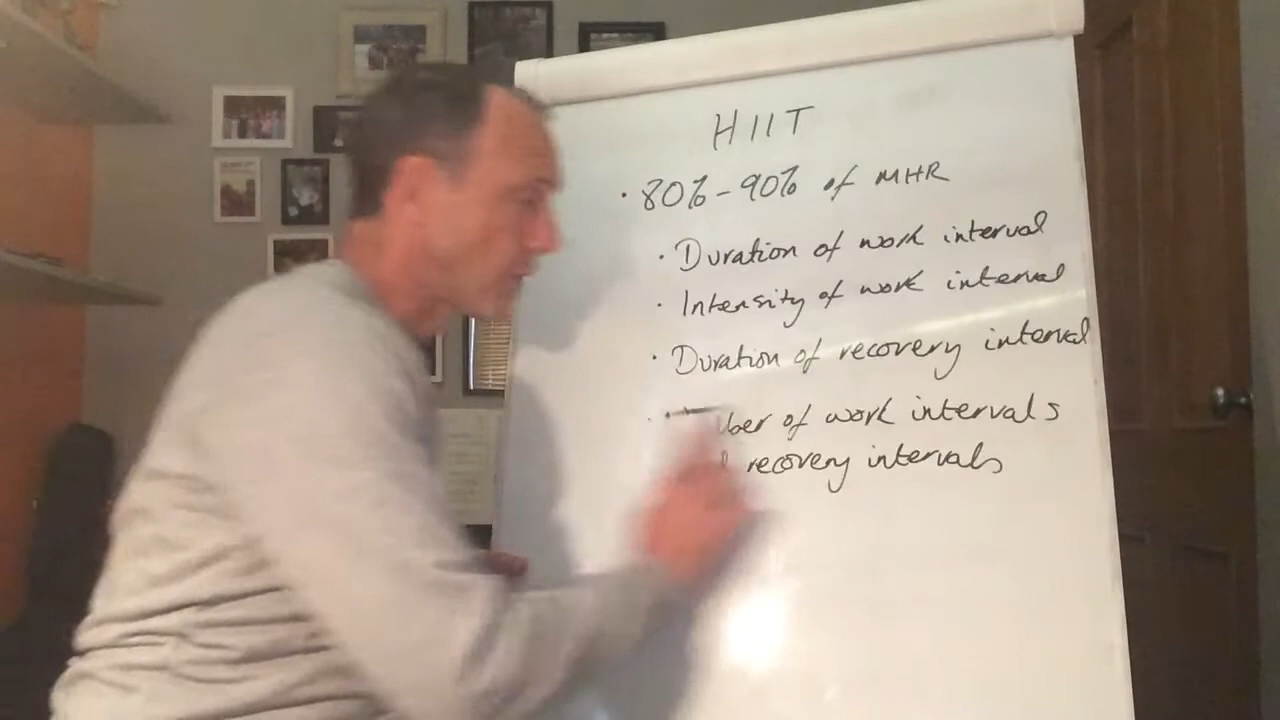 HIIT
· 80% - 90% of MHR
· Duration of work interval
· Intensity of work interval
· Duration of recovery interval
of work intervals
recovery intervals